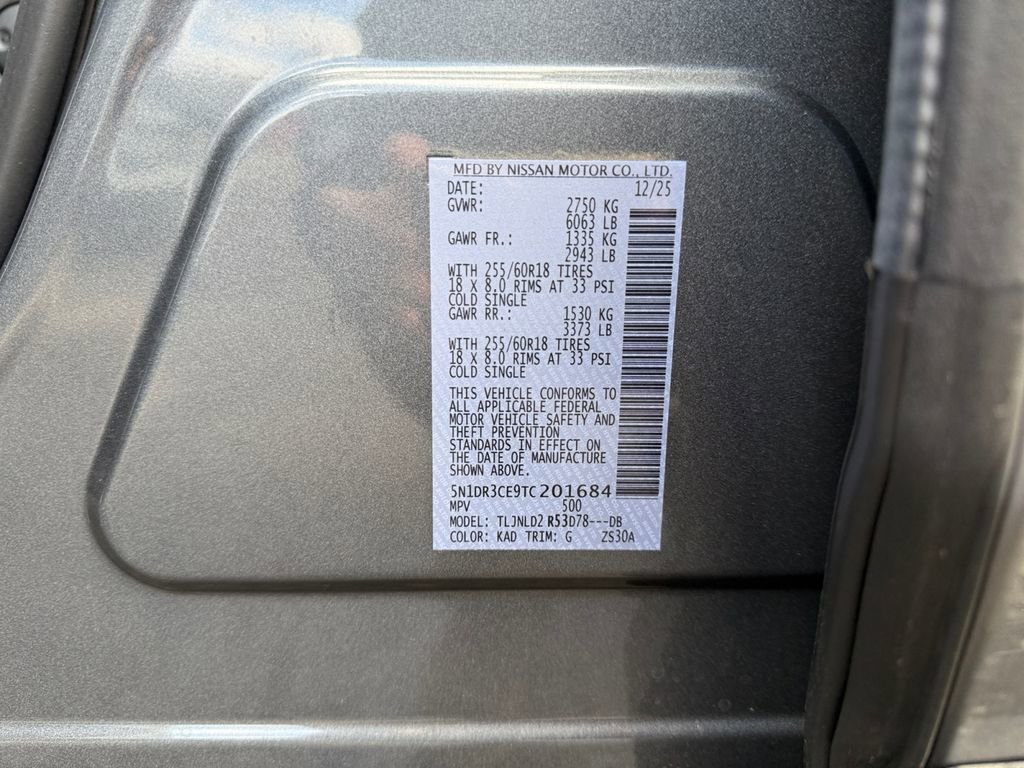 MFD BY NISSAN MOTOR CO., LTD.
DATE: 12/25
GVWR: 2750 KG
6063 LB
GAWR FR.: 1335 KG
2943 LB
WITH 255/60R18 TIRES
18 X 8.0 RIMS AT 33 PSI
COLD SINGLE
GAWR RR.: 1530 KG
3373 LB
WITH 255/60R18 TIRES
18 X 8.0 RIMS AT 33 PSI
COLD SINGLE
THIS VEHICLE CONFORMS TO
ALL APPLICABLE FEDERAL
MOTOR VEHICLE SAFETY AND
THEFT PREVENTION
STANDARDS IN EFFECT ON
THE DATE OF MANUFACTURE
SHOWN ABOVE.
5N1DR3CE9TC201684
MPV 500
MODEL: TLJNLD2 R53D78---DB
COLOR: KAD TRIM: G ZS30A